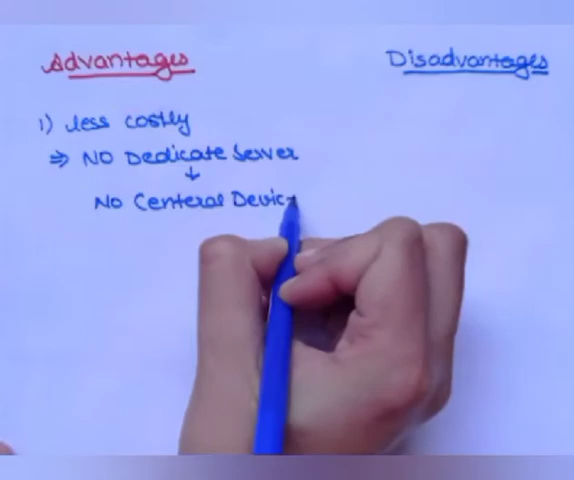 Advantages
Disadvantages
1) less costly
⇒ NO Dedicate Server
↓
No Centeral Devic